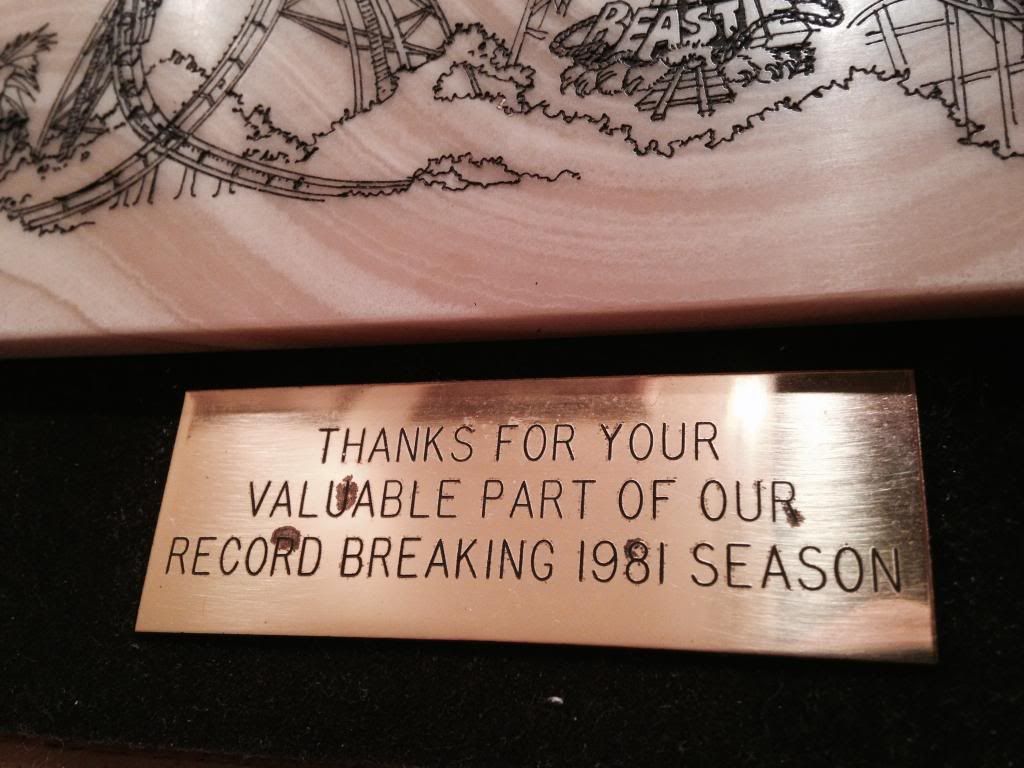 BEAST
THANKS FOR YOUR
VALUABLE PART OF OUR
RECORD BREAKING 1981 SEASON